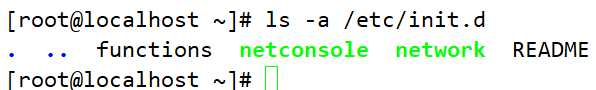 [root@localhost ~]# ls -a /etc/init.d
.  ..  functions  netconsole  network  README
[root@localhost ~]#